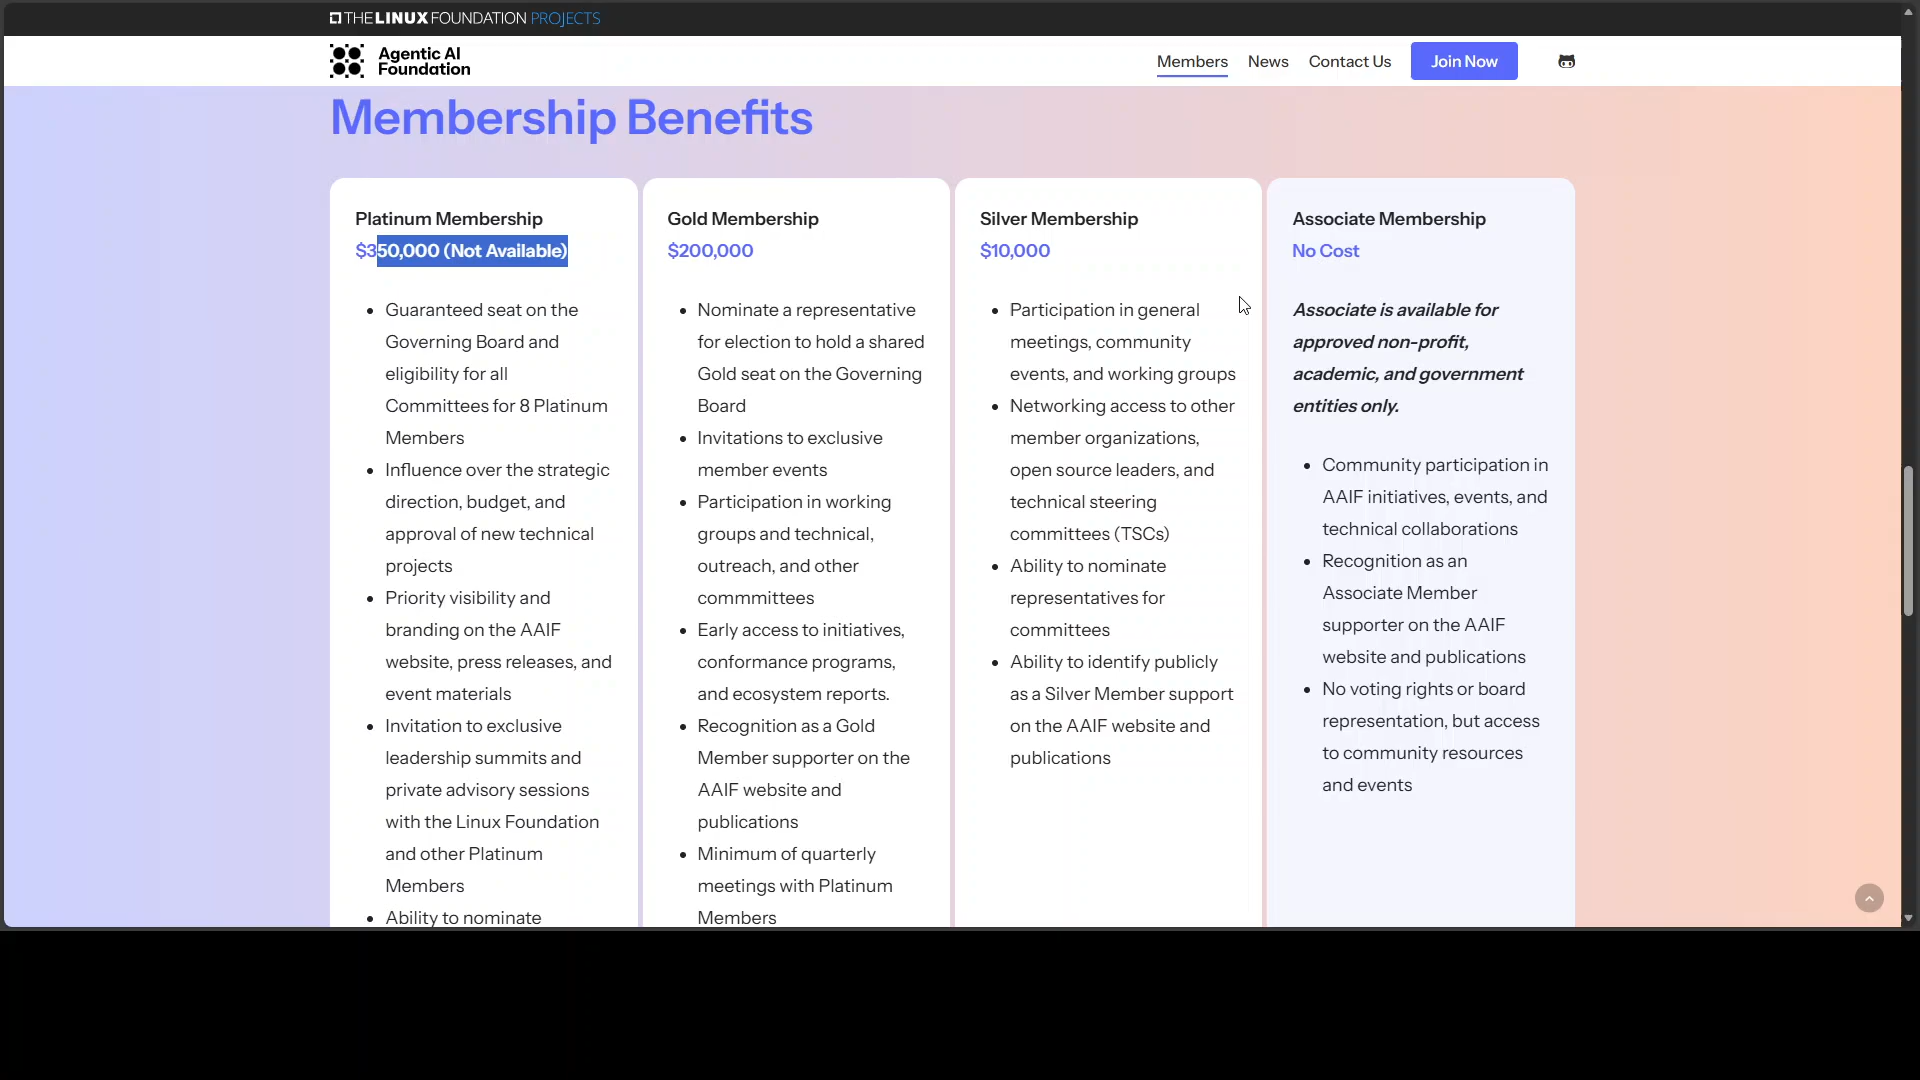 THE LINUX FOUNDATION PROJECTS
Agentic AI
Foundation
Members
News
Contact Us
Join Now
Membership Benefits
Platinum Membership
$350,000 (Not Available)
Guaranteed seat on the
Governing Board and
eligibility for all
Committees for 8 Platinum
Members
Influence over the strategic
direction, budget, and
approval of new technical
projects
Priority visibility and
branding on the AAIF
website, press releases, and
event materials
Invitation to exclusive
leadership summits and
private advisory sessions
with the Linux Foundation
and other Platinum
Members
Ability to nominate
Gold Membership
$200,000
Nominate a representative
for election to hold a shared
Gold seat on the Governing
Board
Invitations to exclusive
member events
Participation in working
groups and technical,
outreach, and other
commmittees
Early access to initiatives,
conformance programs,
and ecosystem reports.
Recognition as a Gold
Member supporter on the
AAIF website and
publications
Minimum of quarterly
meetings with Platinum
Members
Silver Membership
$10,000
Participation in general
meetings, community
events, and working groups
Networking access to other
member organizations,
open source leaders, and
technical steering
committees (TSCs)
Ability to nominate
representatives for
committees
Ability to identify publicly
as a Silver Member support
on the AAIF website and
publications
Associate Membership
No Cost
Associate is available for
approved non-profit,
academic, and government
entities only.
Community participation in
AAIF initiatives, events, and
technical collaborations
Recognition as an
Associate Member
supporter on the AAIF
website and publications
No voting rights or board
representation, but access
to community resources
and events